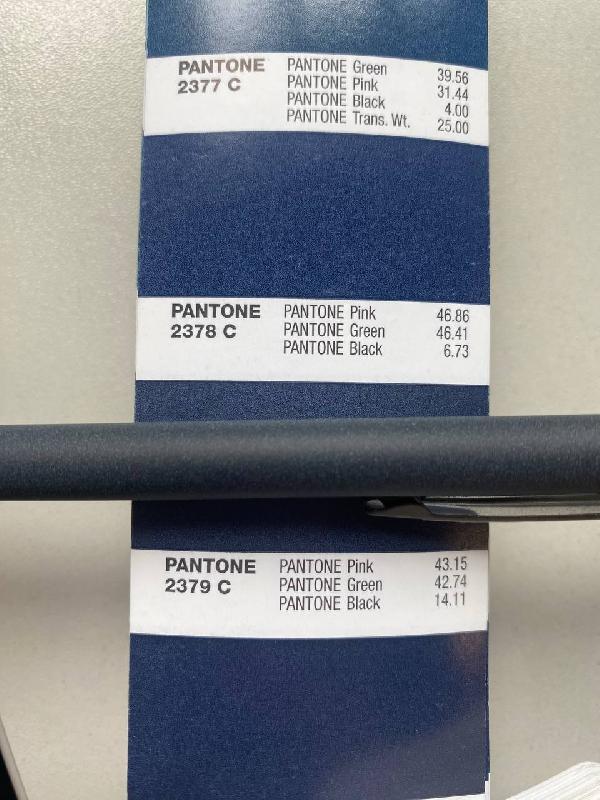 PANTONE
2377 C
PANTONE Green 39.56
PANTONE Pink 31.44
PANTONE Black 4.00
PANTONE Trans. Wt. 25.00
PANTONE
2378 C
PANTONE Pink 46.86
PANTONE Green 46.41
PANTONE Black 6.73
PANTONE
2379 C
PANTONE Pink 43.15
PANTONE Green 42.74
PANTONE Black 14.11